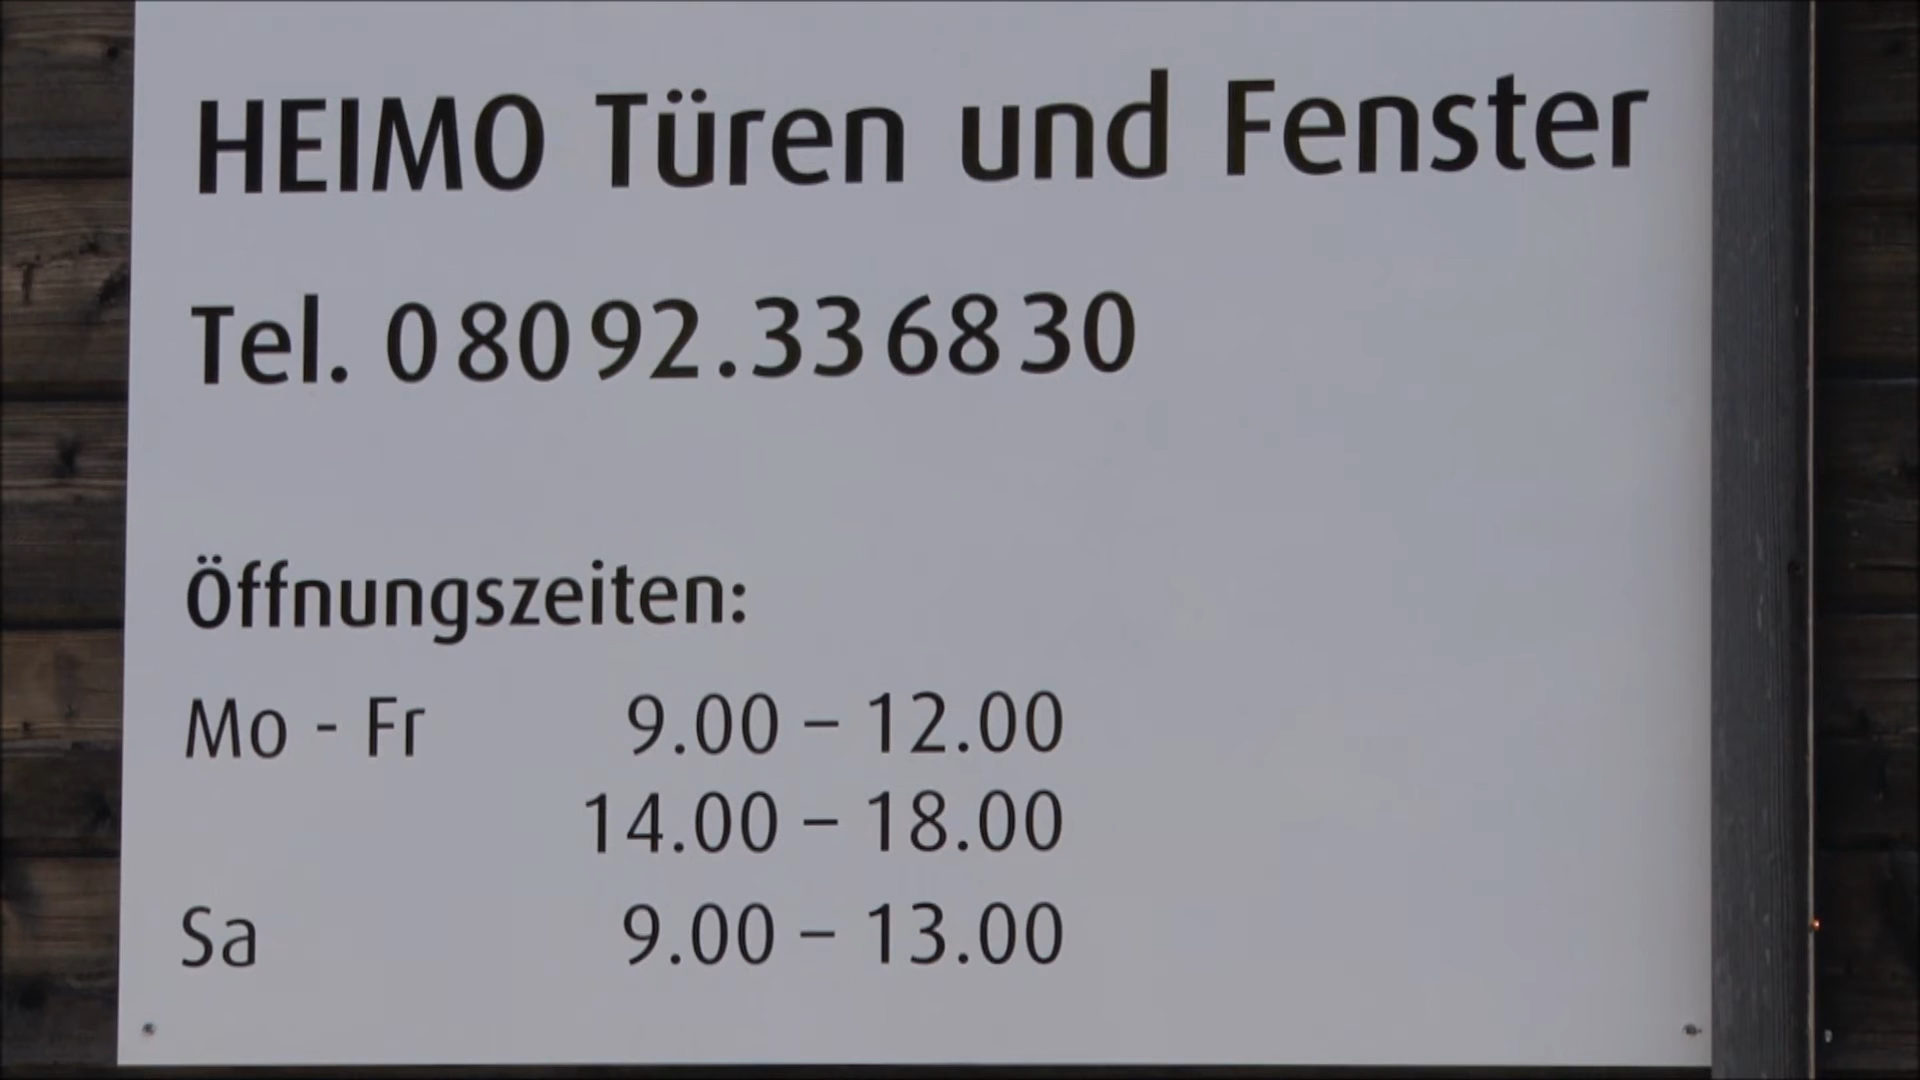 HEIMO Türen und Fenster
Tel. 08092.336830
Öffnungszeiten:
Mo - Fr 9.00 – 12.00
14.00 – 18.00
Sa 9.00 – 13.00